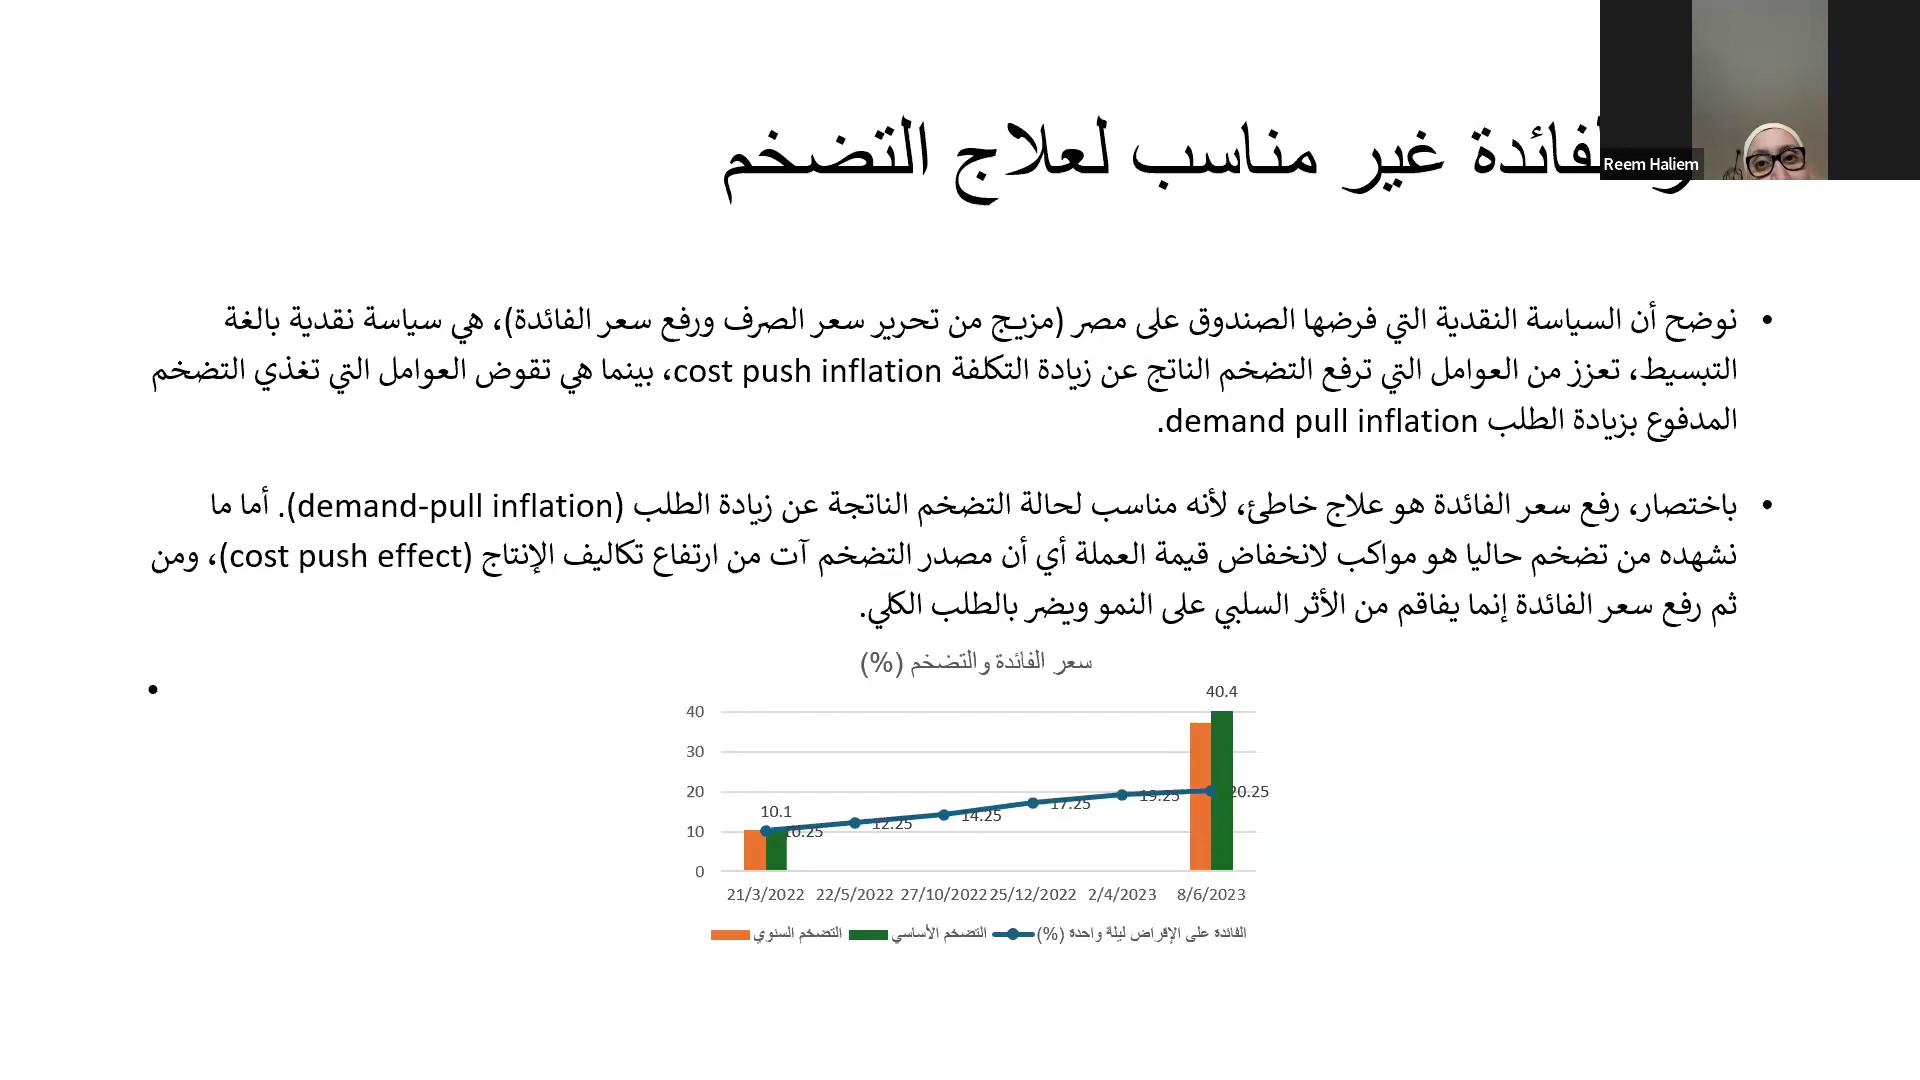 Reem Haliem
غير مناسب لعلاج التضخم
• نوضح أن السياسة النقدية التي فرضها الصندوق على مصر (مزيج من تحرير سعر الصرف ورفع سعر الفائدة)، هي سياسة نقدية بالغة
التبسيط، تعزز من العوامل التي ترفع التضخم الناتج عن زيادة التكلفة cost push inflation، بينما هي تقوض العوامل التي تغذي التضخم
المدفوع بزيادة الطلب demand pull inflation.
• باختصار، رفع سعر الفائدة هو علاج خاطئ، لأنه مناسب لحالة التضخم الناتجة عن زيادة الطلب (demand-pull inflation). أما ما
نشهده من تضخم حاليا هو مواكب لانخفاض قيمة العملة أي أن مصدر التضخم آت من ارتفاع تكاليف الإنتاج (cost push effect)، ومن
ثم رفع سعر الفائدة إنما يفاقم من الأثر السلبي على النمو ويضر بالطلب الكلي.
•
سعر الفائدة والتضخم (%)
40.4
40
30
20
10
0
10.1
10.25
12.25
14.25
17.25
19.25
20.25
21/3/2022 22/5/2022 27/10/2022 25/12/2022 2/4/2023 8/6/2023
التضخم السنوي التضخم الأساسي الفائدة على الإقراض ليلة واحدة (%)